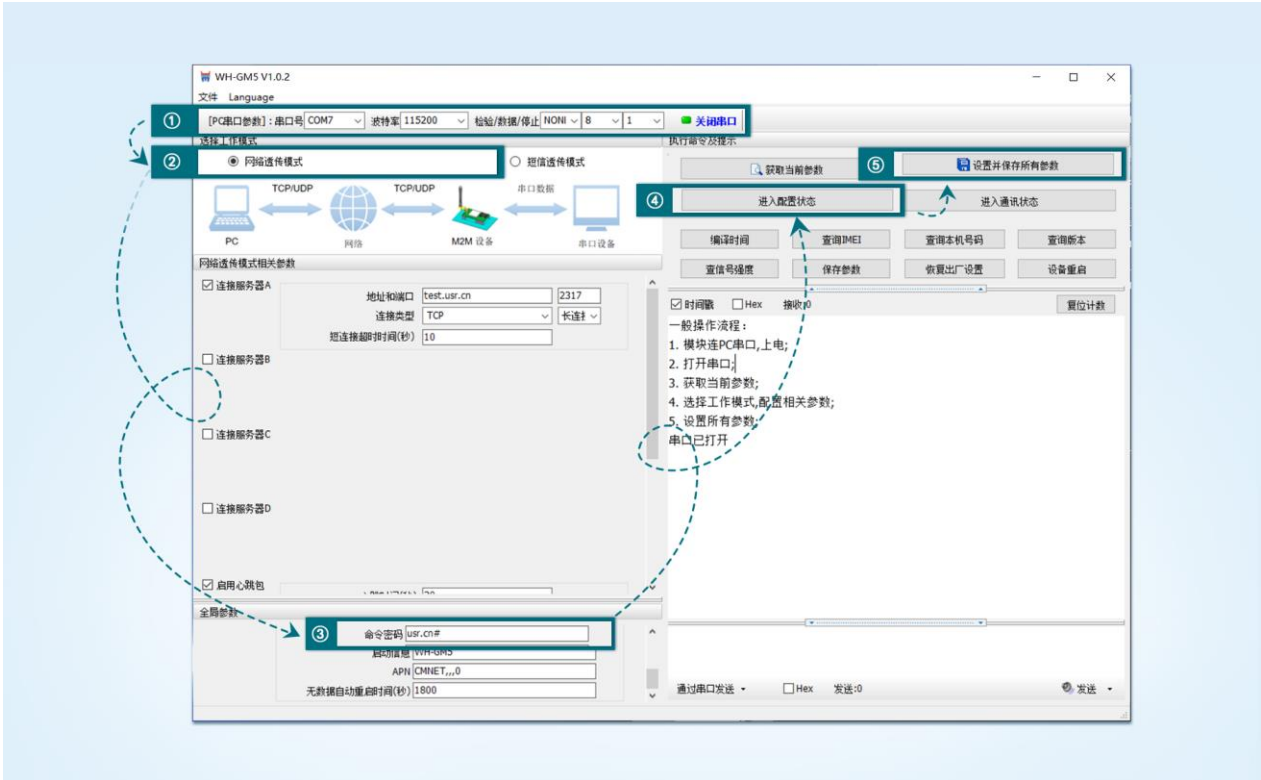 WH-GM5 V1.0.2
文件 Language
① [PC串口参数]：串口号 COM7 波特率 115200 检验/数据/停止 NONI 8 1 关闭串口
选择工作模式
执行命令及提示
② 网络透传模式
短信透传模式
TCP/UDP TCP/UDP 串口数据
PC 网络 M2M 设备 串口设备
获取当前参数
⑤ 设置并保存所有参数
④ 进入配置状态
进入通讯状态
编译时间 查询IMEI 查询本机号码 查询版本
查信号强度 保存参数 恢复出厂设置 设备重启
网络透传模式相关参数
连接服务器A
地址和端口 test.usr.cn 2317
连接类型 TCP
短连接超时时间(秒) 10
连接服务器B
连接服务器C
连接服务器D
启用心跳包
时间戳 Hex 接收:0 复位计数
一般操作流程：
1. 模块连PC串口,上电;
2. 打开串口;
3. 获取当前参数;
4. 选择工作模式,配置相关参数;
5. 设置所有参数;
串口已打开
全局参数
③ 命令密码 usr.cn#
启动信息 WH-GM5
APN CMNET,,,0
无数据自动重启时间(秒) 1800
通过串口发送 Hex 发送:0 发送